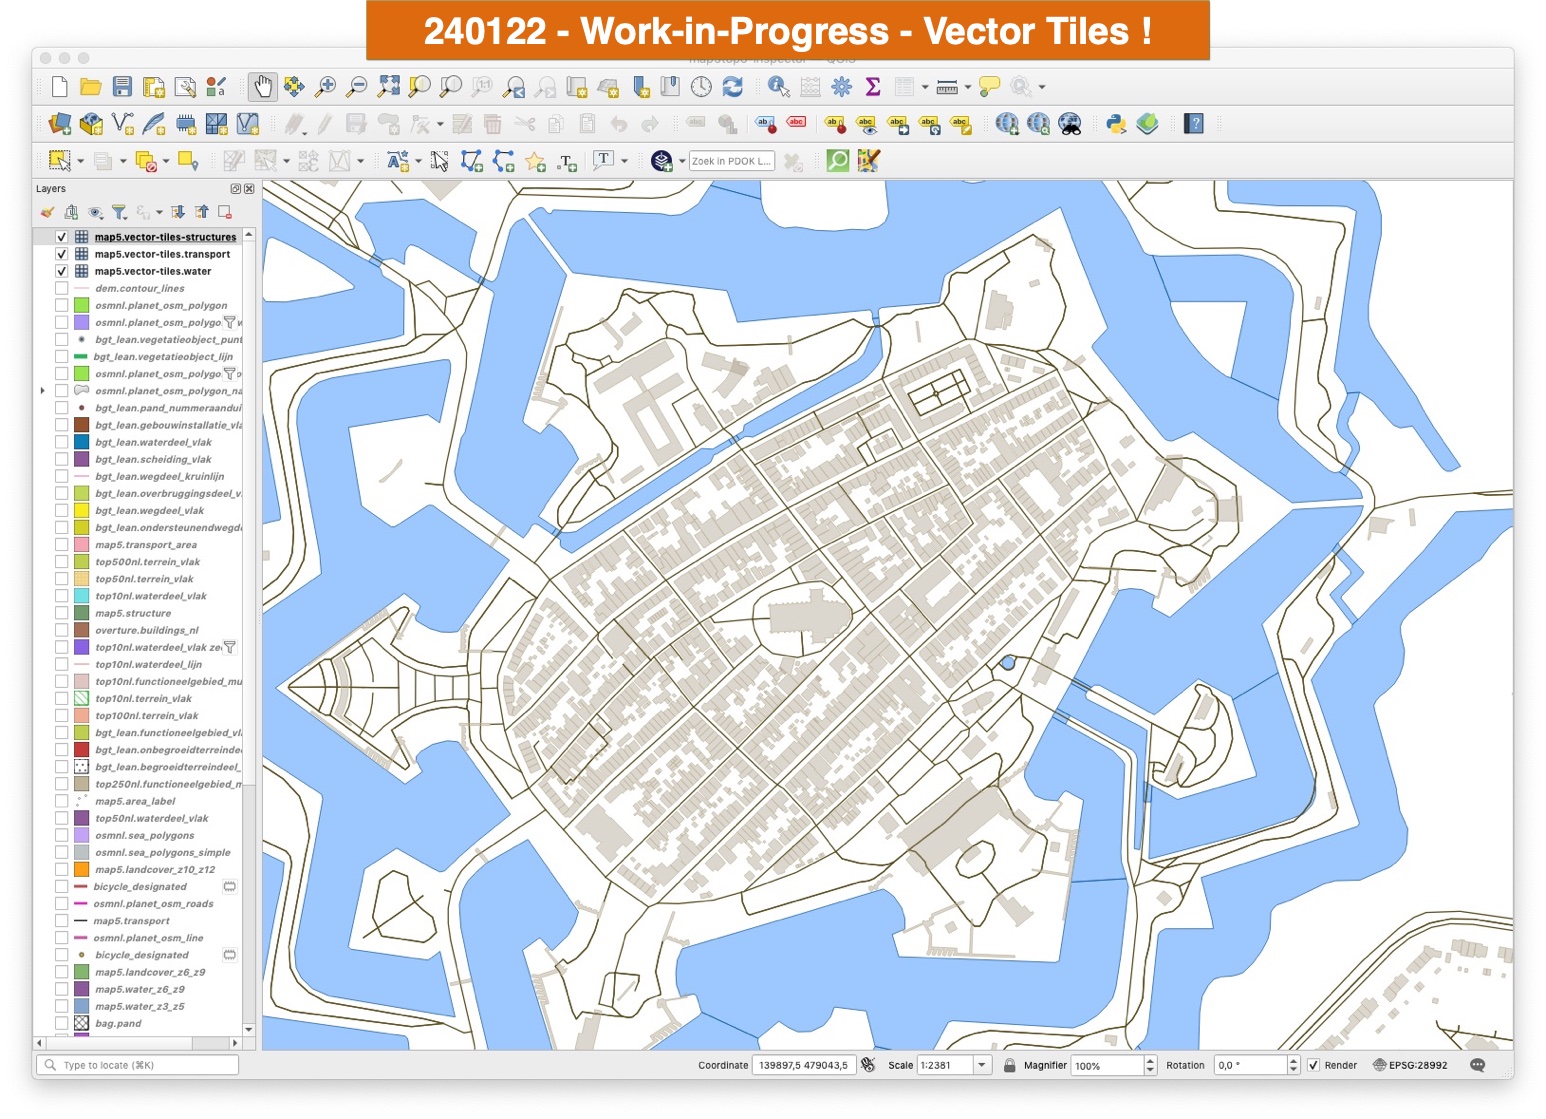 240122 - Work-in-Progress - Vector Tiles !
Zoek in PDOK L...
Layers
map5.vector-tiles-structures
map5.vector-tiles.transport
map5.vector-tiles.water
dem.contour_lines
osmnl.planet_osm_polygon
osmnl.planet_osm_polygo
bgt_lean.vegetatieobject_punt
bgt_lean.vegetatieobject_lijn
osmnl.planet_osm_polygo
osmnl.planet_osm_polygon_na
bgt_lean.pand_nummeraandui
bgt_lean.gebouwinstallatie_vla
bgt_lean.waterdeel_vlak
bgt_lean.scheiding_vlak
bgt_lean.wegdeel_kruinlijn
bgt_lean.overbruggingsdeel_v
bgt_lean.wegdeel_vlak
bgt_lean.ondersteunendwegd
map5.transport_area
top500nl.terrein_vlak
top50nl.terrein_vlak
top10nl.waterdeel_vlak
map5.structure
overture.buildings_nl
top10nl.waterdeel_vlak ze
top10nl.waterdeel_lijn
top10nl.functioneelgebied_mu
top10nl.terrein_vlak
top100nl.terrein_vlak
bgt_lean.functioneelgebied_vl
bgt_lean.onbegroeidterreinde
bgt_lean.begroeidterreindeel_
top250nl.functioneelgebied_m
map5.area_label
top50nl.waterdeel_vlak
osmnl.sea_polygons
osmnl.sea_polygons_simple
map5.landcover_z10_z12
bicycle_designated
osmnl.planet_osm_roads
map5.transport
osmnl.planet_osm_line
bicycle_designated
map5.landcover_z6_z9
map5.water_z6_z9
map5.water_z3_z5
bag.pand
Type to locate (⌘K) Coordinate 139897,5 479043,5 Scale 1:2381 Magnifier 100% Rotation 0,0 ° Render EPSG:28992